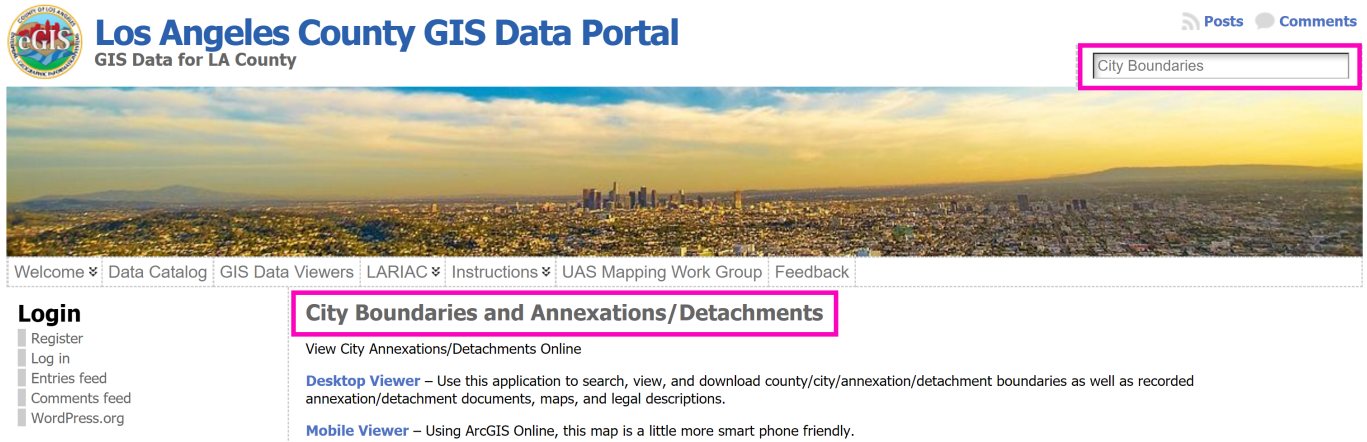 eGIS
Los Angeles County GIS Data Portal
GIS Data for LA County
Posts Comments
City Boundaries
Welcome Data Catalog GIS Data Viewers LARIAC Instructions UAS Mapping Work Group Feedback
Login
Register
Log in
Entries feed
Comments feed
WordPress.org
City Boundaries and Annexations/Detachments
View City Annexations/Detachments Online
Desktop Viewer – Use this application to search, view, and download county/city/annexation/detachment boundaries as well as recorded
annexation/detachment documents, maps, and legal descriptions.
Mobile Viewer – Using ArcGIS Online, this map is a little more smart phone friendly.